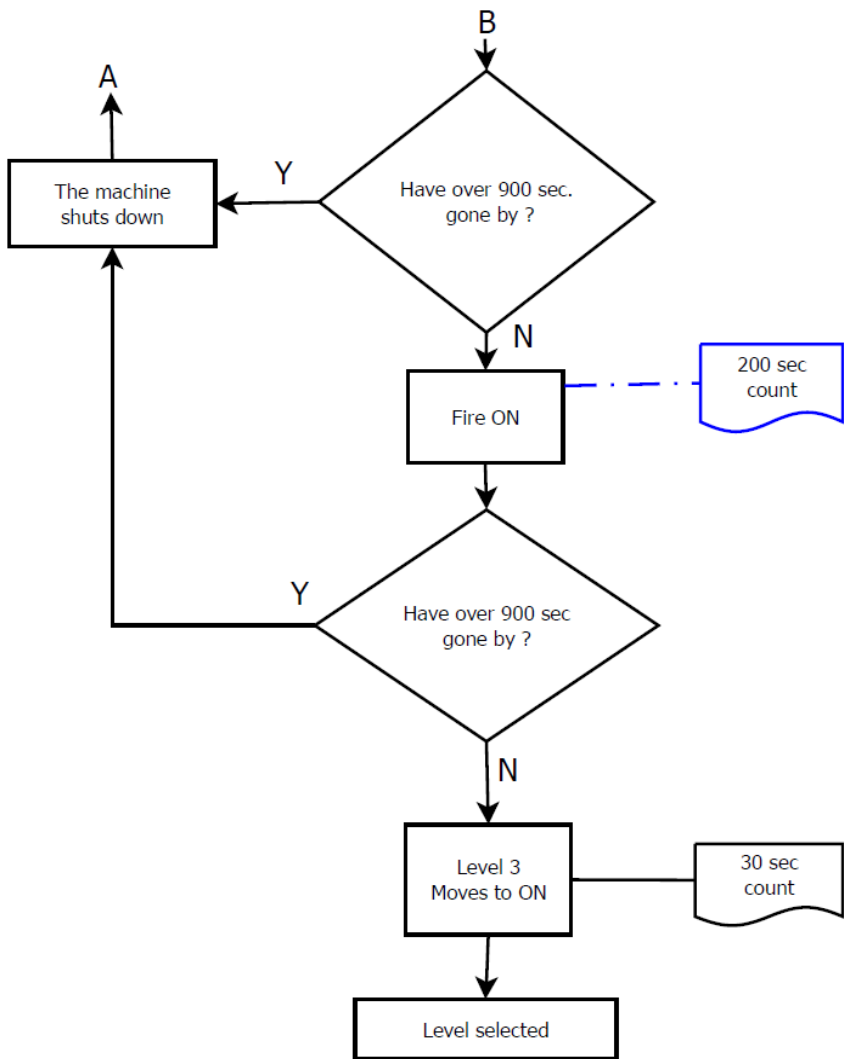 B
A
Y
The machine
shuts down
Have over 900 sec.
gone by ?
N
200 sec
count
Fire ON
Y
Have over 900 sec
gone by ?
N
Level 3
Moves to ON
30 sec
count
Level selected